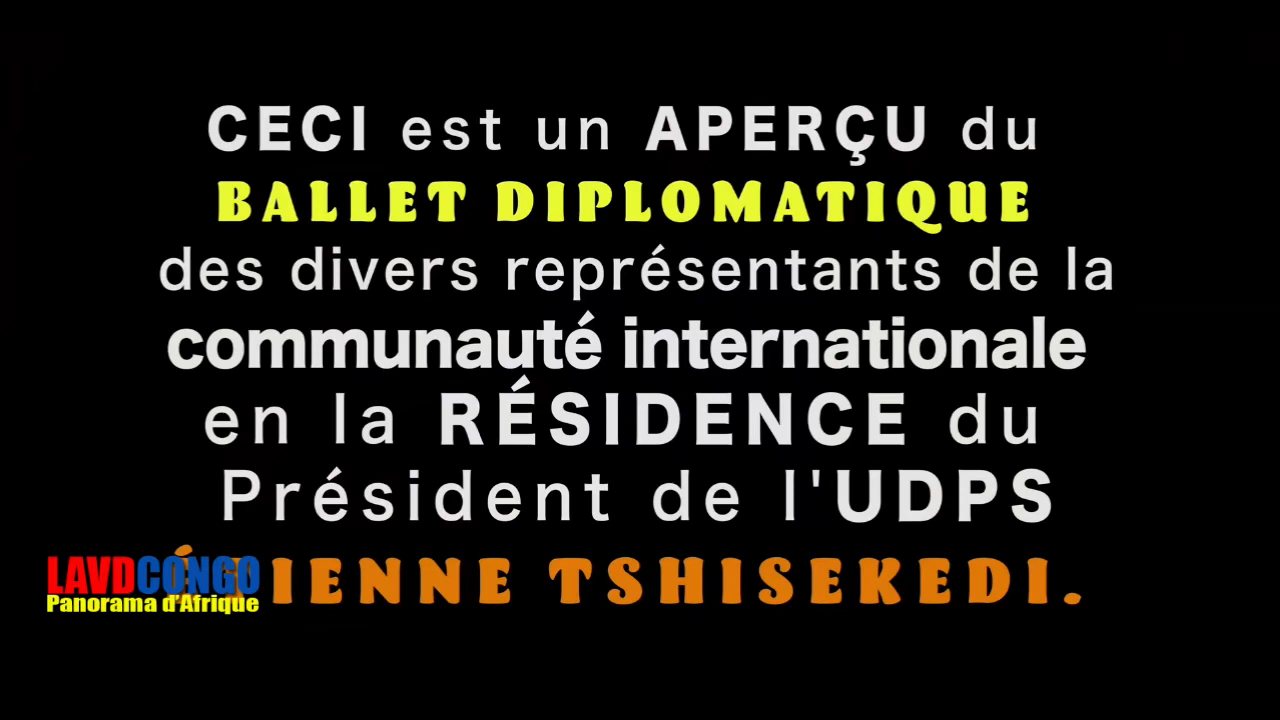 CECI est un APERÇU du
BALLET DIPLOMATIQUE
des divers représentants de la
communauté internationale
en la RÉSIDENCE du
Président de l'UDPS
TSHISEKEDI.
LAVDCONGO
Panorama d'Afrique